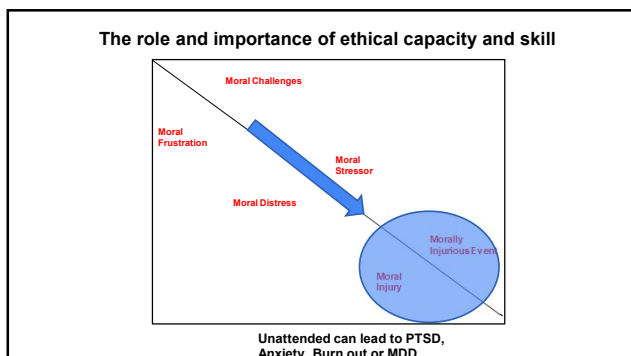 The role and importance of ethical capacity and skill
Moral Challenges
Moral
Frustration
Moral
Stressor
Moral Distress
Morally
Injurious Event
Moral
Injury
Unattended can lead to PTSD,
Anxiety, Burn out or MDD